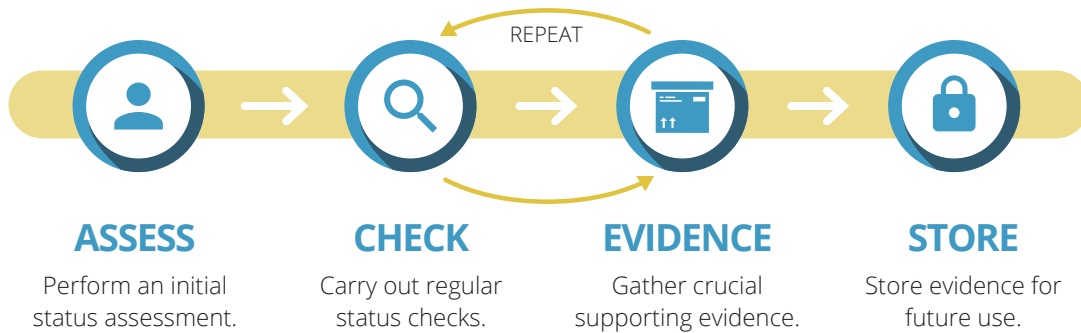 REPEAT
ASSESS
Perform an initial
status assessment.
CHECK
Carry out regular
status checks.
EVIDENCE
Gather crucial
supporting evidence.
STORE
Store evidence for
future use.